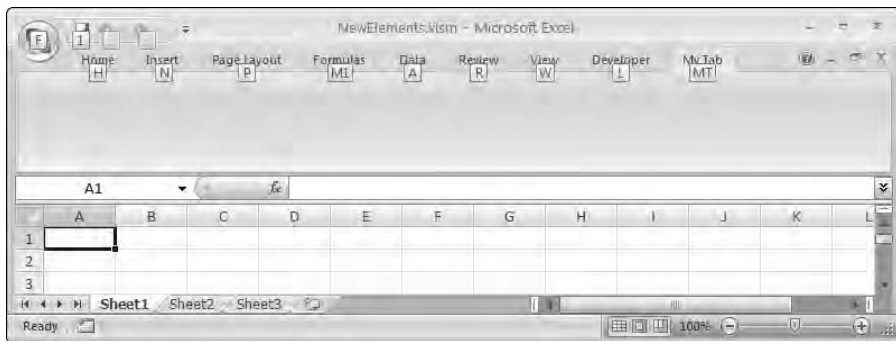 NewElements.xlsm - Microsoft Excel
F 1
Home Insert Page Layout Formulas Data Review View Developer My Tab
H N P M1 A R W L MT
A1 fx
A B C D E F G H I J K L
1
2
3
Sheet1 Sheet2 Sheet3
Ready 100%